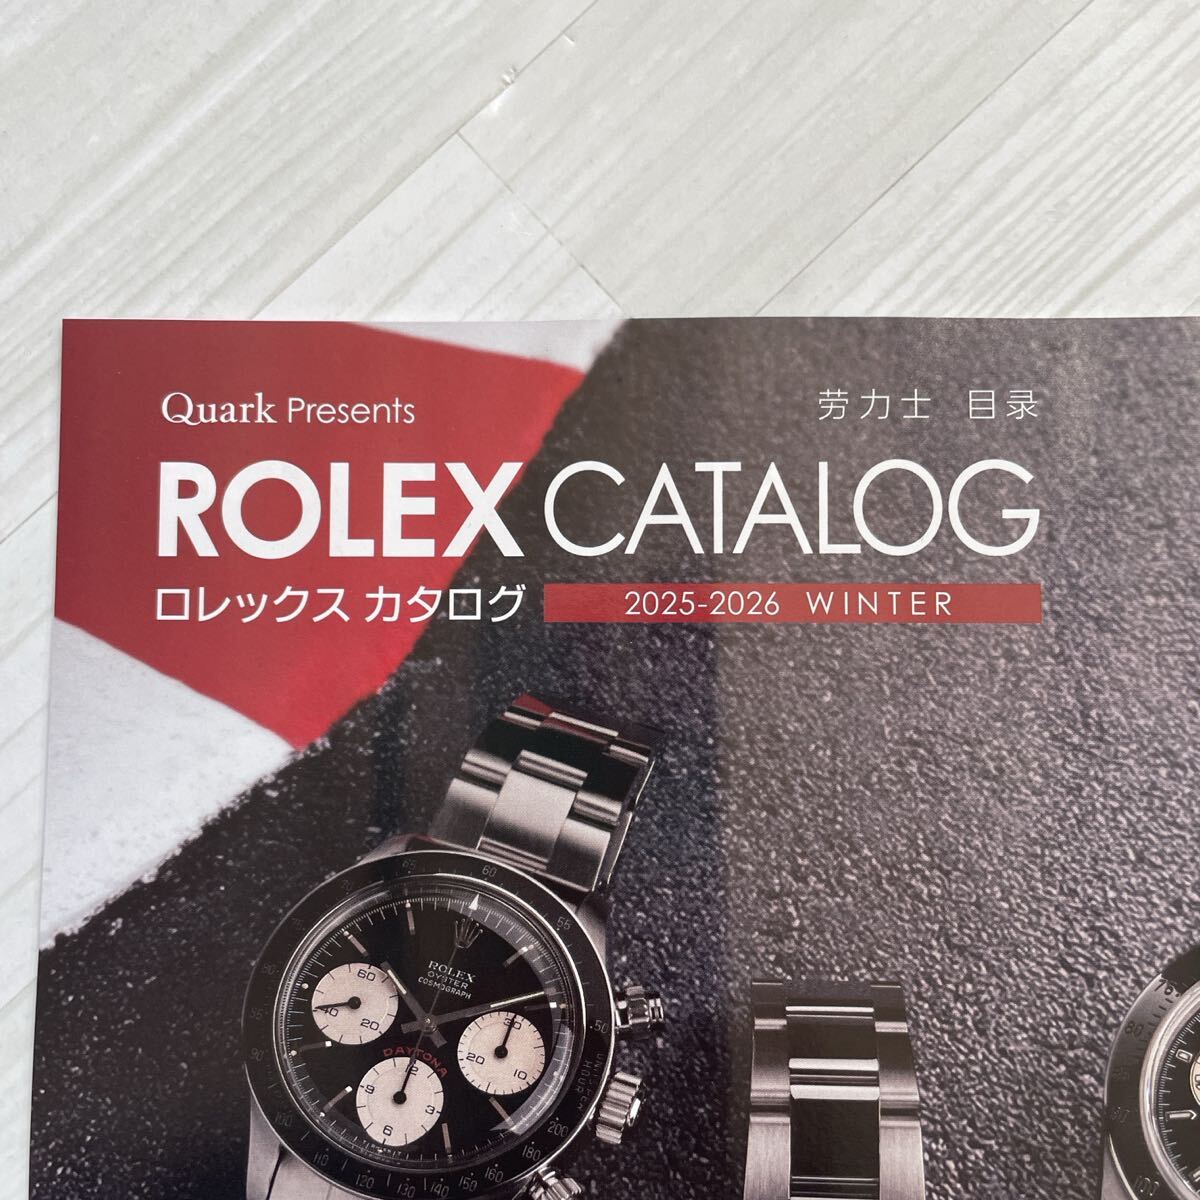 Quark Presents
劳力士 目录
ROLEX CATALOG
ロレックス カタログ
2025-2026 WINTER
ROLEX
OYSTER
COSMOGRAPH
DAYTONA